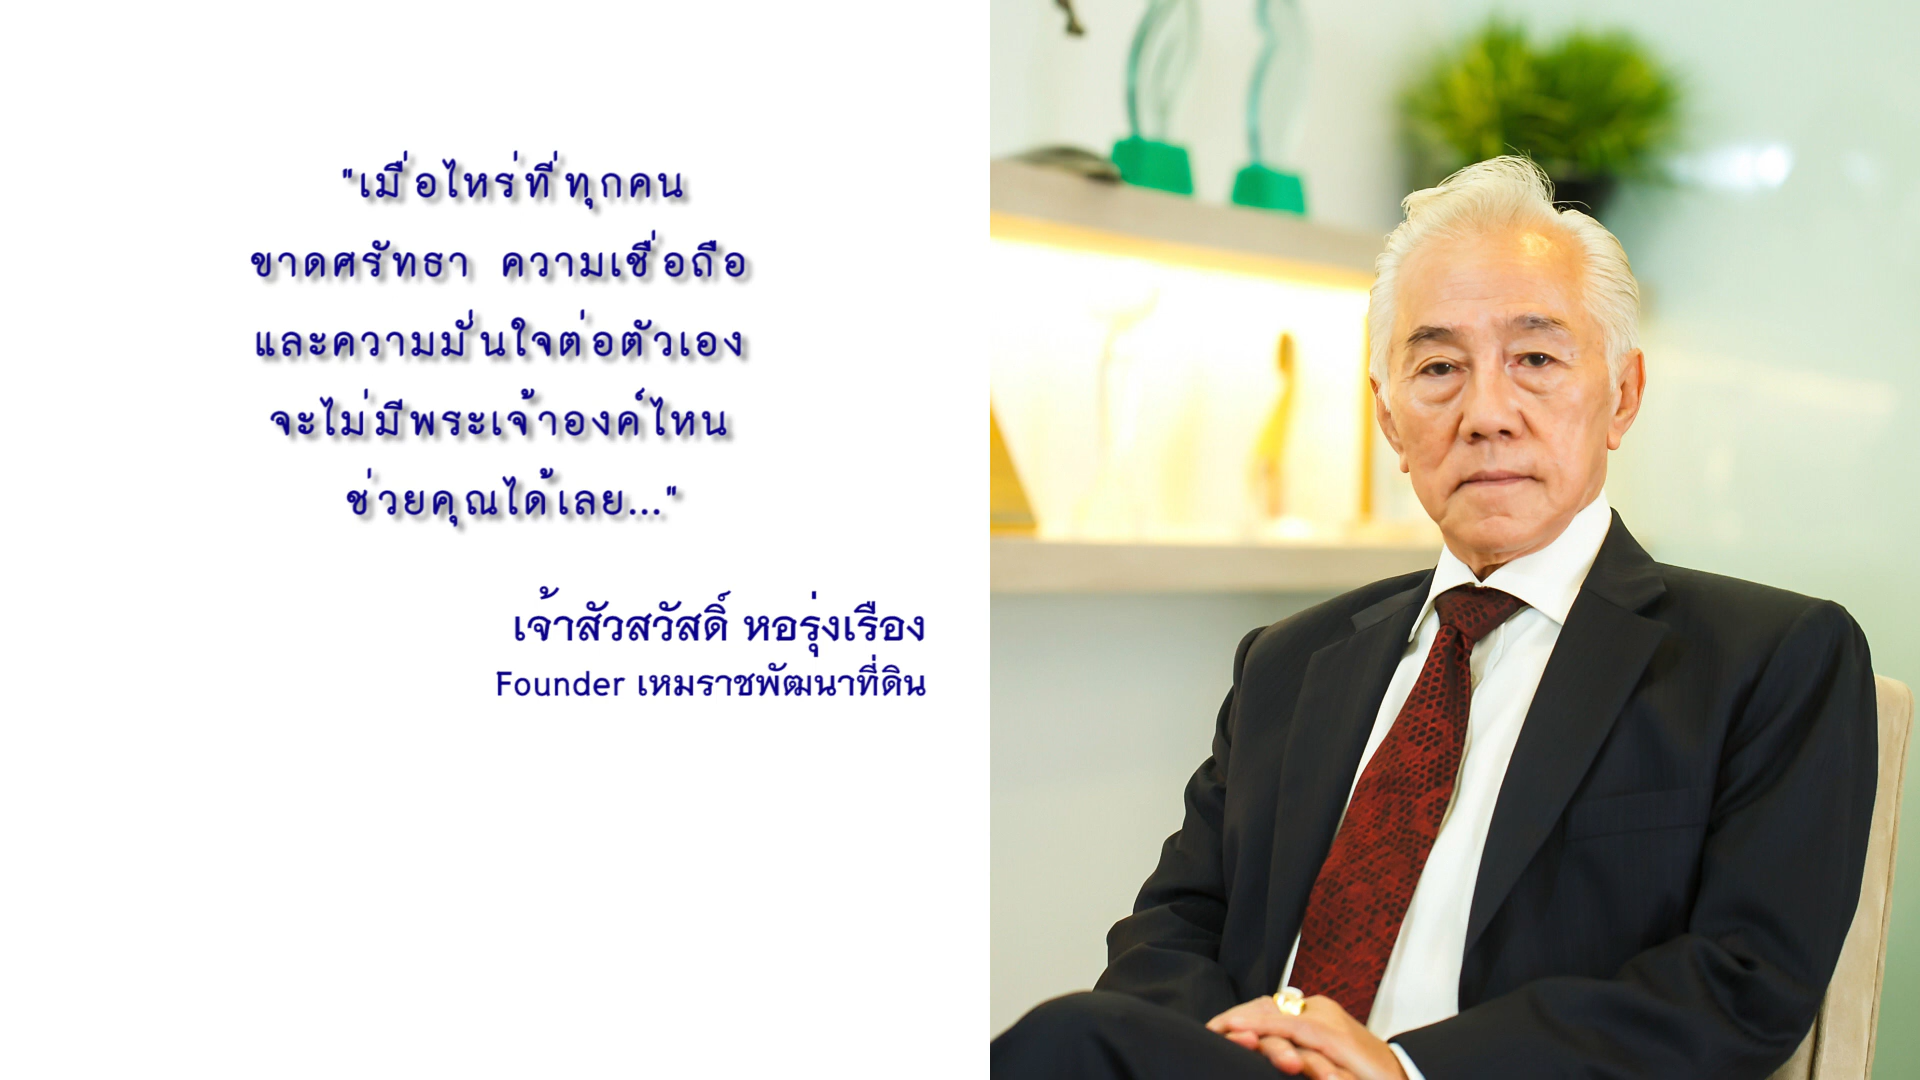 "เมื่อไหร่ที่ทุกคน
ขาดศรัทธา ความเชื่อถือ
และความมั่นใจต่อตัวเอง
จะไม่มีพระเจ้าองค์ไหน
ช่วยคุณได้เลย..."
เจ้าสัวสวัสดิ์ หอรุ่งเรือง
Founder เหมราชพัฒนาที่ดิน